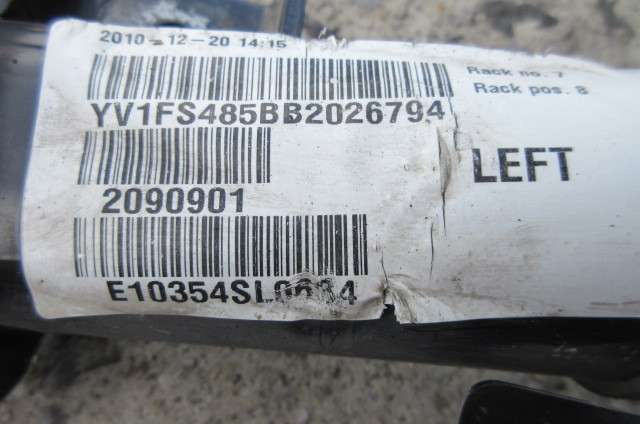 2010-12-20 14:15
Rack no. 7
Rack pos. 8
YV1FS485BB2026794
LEFT
2090901